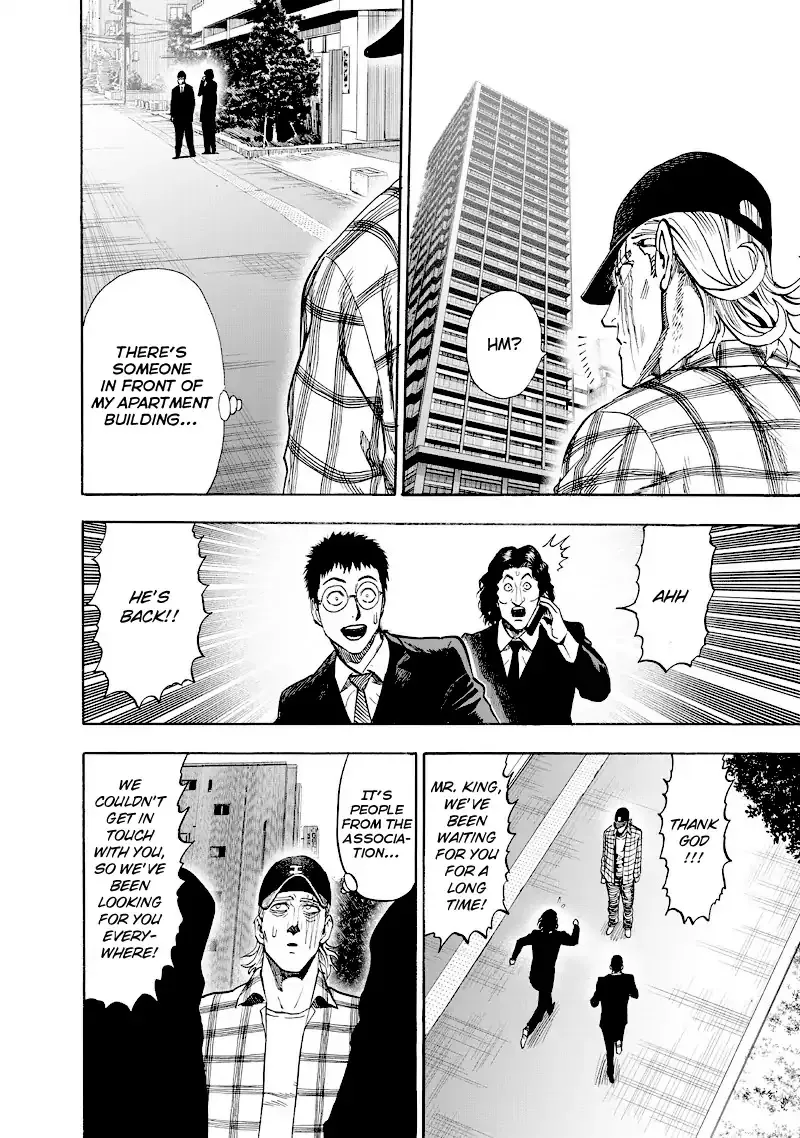 HM?
THERE'S
SOMEONE
IN FRONT OF
MY APARTMENT
BUILDING...
AHH
HE'S
BACK!!
THANK
GOD
!!!
MR. KING,
WE'VE
BEEN
WAITING
FOR YOU
FOR A
LONG
TIME!
IT'S
PEOPLE
FROM THE
ASSOCIA-
TION...
WE
COULDN'T
GET IN
TOUCH
WITH YOU,
SO WE'VE
BEEN
LOOKING
FOR YOU
EVERY-
WHERE!